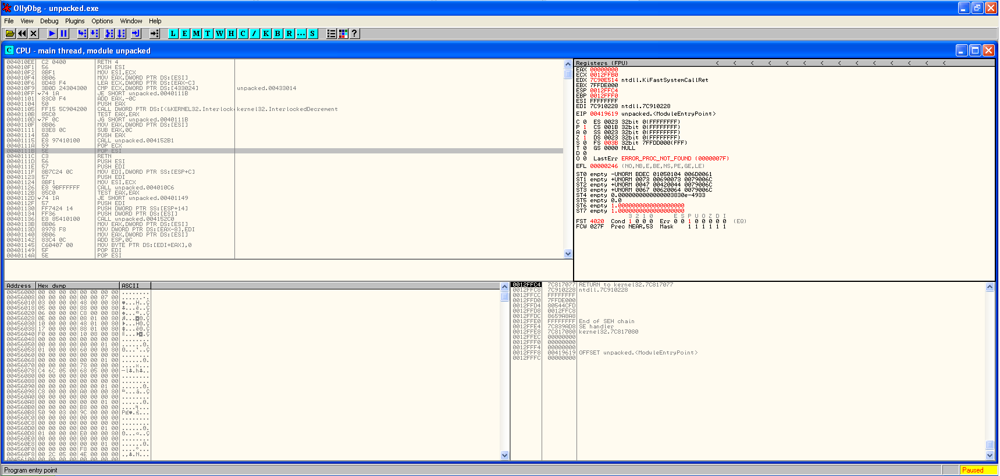 OllyDbg - unpacked.exe
File View Debug Plugins Options Window Help
L E M T W H C / K B R ... S ?
C CPU - main thread, module unpacked
004010EE C2 0400 RETN 4
004010F1 56 PUSH ESI
004010F2 8BF1 MOV ESI,ECX
004010F4 8B06 MOV EAX,DWORD PTR DS:[ESI]
004010F6 8D48 F4 LEA ECX,DWORD PTR DS:[EAX-C]
004010F9 3B0D 24304300 CMP ECX,DWORD PTR DS:[433024] unpacked.00433014
004010FF 74 1A JE SHORT unpacked.0040111B
00401101 83C0 F4 ADD EAX,-0C
00401104 50 PUSH EAX
00401105 FF15 5C904200 CALL DWORD PTR DS:[<&KERNEL32.Interlocke kernel32.InterlockedDecrement
0040110B 85C0 TEST EAX,EAX
0040110D 7F 0C JG SHORT unpacked.0040111B
0040110F 8B06 MOV EAX,DWORD PTR DS:[ESI]
00401111 83E8 0C SUB EAX,0C
00401114 50 PUSH EAX
00401115 E8 97410100 CALL unpacked.004152B1
0040111A 59 POP ECX
0040111B 5E POP ESI
0040111C C3 RETN
0040111D 56 PUSH ESI
0040111E 57 PUSH EDI
0040111F 8B7C24 0C MOV EDI,DWORD PTR SS:[ESP+C]
00401123 57 PUSH EDI
00401124 8BF1 MOV ESI,ECX
00401126 E8 9BFFFFFF CALL unpacked.004010C6
0040112B 85C0 TEST EAX,EAX
0040112D 74 1A JE SHORT unpacked.00401149
0040112F 57 PUSH EDI
00401130 FF7424 14 PUSH DWORD PTR SS:[ESP+14]
00401134 FF36 PUSH DWORD PTR DS:[ESI]
00401136 E8 85410100 CALL unpacked.004152C0
0040113B 8B06 MOV EAX,DWORD PTR DS:[ESI]
0040113D 8978 F8 MOV DWORD PTR DS:[EAX-8],EDI
00401140 8B06 MOV EAX,DWORD PTR DS:[ESI]
00401142 83C4 0C ADD ESP,0C
00401145 C60407 00 MOV BYTE PTR DS:[EDI+EAX],0
00401149 5F POP EDI
0040114A 5E POP ESI
Registers (FPU) < < < < < < < < < < < < < <
EAX 00000000
ECX 0012FFB0
EDX 7C90E514 ntdll.KiFastSystemCallRet
EBX 7FFDE000
ESP 0012FFC4
EBP 0012FFF0
ESI FFFFFFFF
EDI 7C910228 ntdll.7C910228
EIP 00419619 unpacked.<ModuleEntryPoint>
C 0 ES 0023 32bit 0(FFFFFFFF)
P 1 CS 001B 32bit 0(FFFFFFFF)
A 0 SS 0023 32bit 0(FFFFFFFF)
Z 1 DS 0023 32bit 0(FFFFFFFF)
S 0 FS 003B 32bit 7FFDD000(FFF)
T 0 GS 0000 NULL
D 0
O 0 LastErr ERROR_PROC_NOT_FOUND (0000007F)
EFL 00000246 (NO,NB,E,BE,NS,PE,GE,LE)
ST0 empty -UNORM BDEC 01050104 006D0061
ST1 empty +UNORM 0073 00690073 0079006C
ST2 empty +UNORM 0047 00420044 0079006C
ST3 empty +UNORM 0067 00620064 0079006C
ST4 empty 0.0000000000000003830e-4933
ST5 empty 0.0
ST6 empty 1.0000000000000000000
ST7 empty 1.0000000000000000000
3 2 1 0 E S P U O Z D I
FST 4020 Cond 1 0 0 0 Err 0 0 1 0 0 0 0 0 (EQ)
FCW 027F Prec NEAR,53 Mask 1 1 1 1 1 1
Address Hex dump ASCII
00456000 00 00 00 00 00 00 00 00
00456008 00 00 00 00 00 00 07 00
00456010 03 00 00 00 48 00 00 80
00456018 05 00 00 00 88 00 00 80
00456020 06 00 00 00 C8 00 00 80
00456028 0E 00 00 00 08 01 00 80
00456030 10 00 00 00 48 01 00 80
00456038 17 00 00 00 88 01 00 80
00456040 F0 00 00 00 10 08 00 80
00456048 00 00 00 00 00 00 00 00
00456050 00 00 00 00 00 00 01 00
00456058 01 00 00 00 60 00 00 80
00456060 00 00 00 00 00 00 00 00
00456068 00 00 00 00 00 00 01 00
00456070 00 00 00 00 78 00 00 00
00456078 C4 6C 05 00 68 05 00 00
00456080 00 00 00 00 00 00 00 00
00456088 00 00 00 00 00 00 00 00
00456090 00 00 00 00 00 00 01 00
00456098 C8 00 00 00 A0 00 00 80
004560A0 00 00 00 00 00 00 00 00
004560A8 00 00 00 00 00 00 01 00
004560B0 00 00 00 00 B8 00 00 00
004560B8 50 90 03 00 9C 00 00 00
004560C0 00 00 00 00 00 00 00 00
004560C8 00 00 00 00 00 00 00 00
004560D0 00 00 00 00 00 00 01 00
004560D8 01 00 00 00 E0 00 00 80
004560E0 00 00 00 00 00 00 00 00
004560E8 00 00 00 00 00 00 01 00
004560F0 00 00 00 00 F8 00 00 00
004560F8 00 2C 05 00 4E 00 00 00
0012FFC4 7C817077 RETURN to kernel32.7C817077
0012FFC8 7C910228 ntdll.7C910228
0012FFCC FFFFFFFF
0012FFD0 7FFDE000
0012FFD4 80544CFD
0012FFD8 0012FFC8
0012FFDC 8659A8A8
0012FFE0 FFFFFFFF End of SEH chain
0012FFE4 7C839AD8 SE handler
0012FFE8 7C817080 kernel32.7C817080
0012FFEC 00000000
0012FFF0 00000000
0012FFF4 00000000
0012FFF8 00419619 OFFSET unpacked.<ModuleEntryPoint>
0012FFFC 00000000
Program entry point
Paused